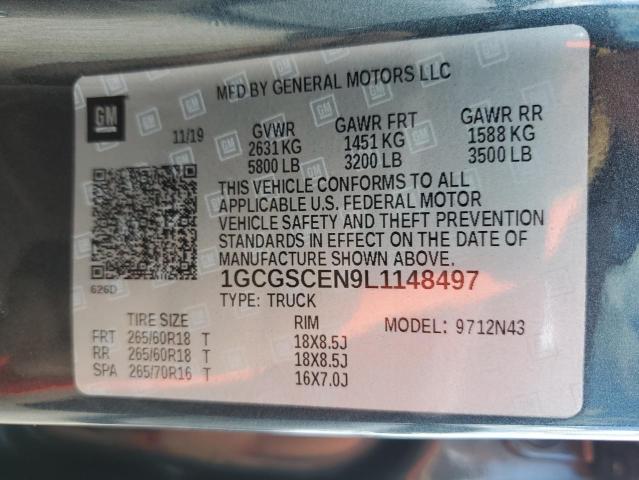 MFD BY GENERAL MOTORS LLC
GM
11/19
GVWR GAWR FRT GAWR RR
2631 KG 1451 KG 1588 KG
5800 LB 3200 LB 3500 LB
THIS VEHICLE CONFORMS TO ALL
APPLICABLE U.S. FEDERAL MOTOR
VEHICLE SAFETY AND THEFT PREVENTION
STANDARDS IN EFFECT ON THE DATE OF
MANUFACTURE SHOWN ABOVE.
626D
1GCGSCEN9L1148497
TYPE: TRUCK
TIRE SIZE RIM MODEL: 9712N43
FRT 265/60R18 T 18X8.5J
RR 265/60R18 T 18X8.5J
SPA 265/70R16 T 16X7.0J